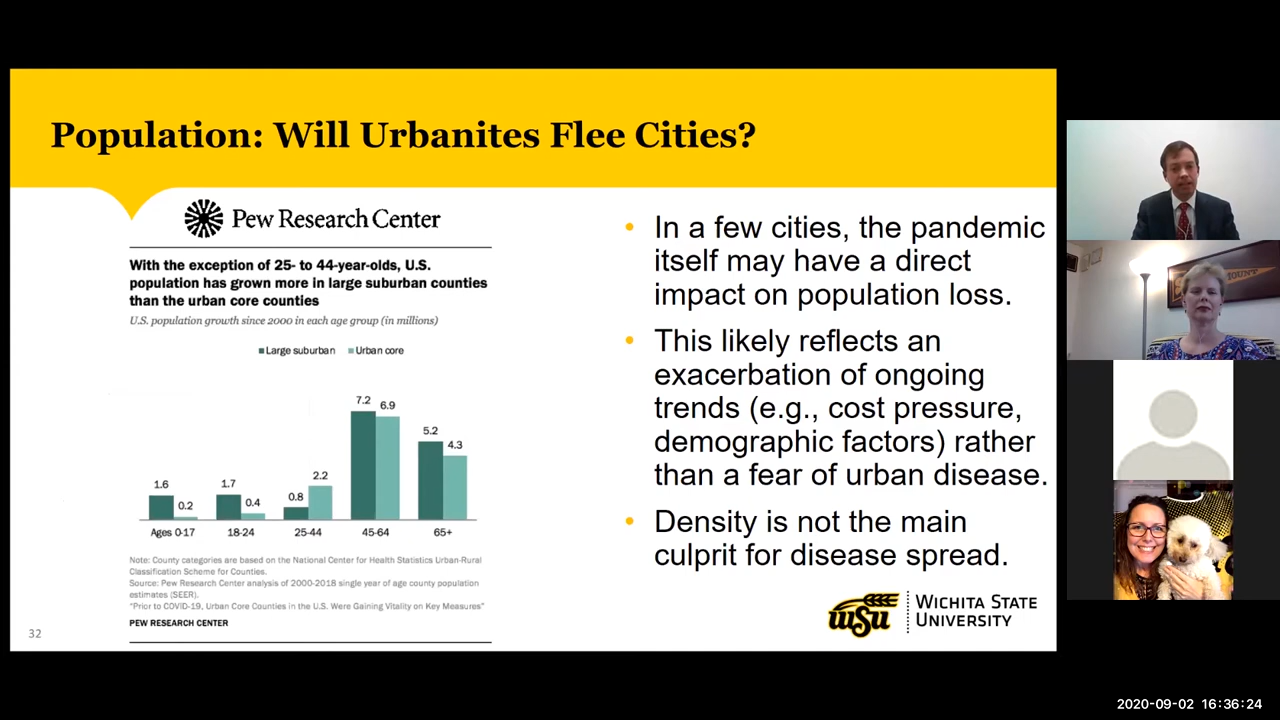 Population: Will Urbanites Flee Cities?
Pew Research Center
With the exception of 25- to 44-year-olds, U.S.
population has grown more in large suburban counties
than the urban core counties
U.S. population growth since 2000 in each age group (in millions)
Large suburban Urban core
1.6 0.2 1.7 0.4 0.8 2.2 7.2 6.9 5.2 4.3
Ages 0-17 18-24 25-44 45-64 65+
Note: County categories are based on the National Center for Health Statistics Urban-Rural
Classification Scheme for Counties.
Source: Pew Research Center analysis of 2000-2018 single year of age county population
estimates (SEER).
"Prior to COVID-19, Urban Core Counties in the U.S. Were Gaining Vitality on Key Measures"
PEW RESEARCH CENTER
32
• In a few cities, the pandemic
itself may have a direct
impact on population loss.
• This likely reflects an
exacerbation of ongoing
trends (e.g., cost pressure,
demographic factors) rather
than a fear of urban disease.
• Density is not the main
culprit for disease spread.
WSU
WICHITA STATE
UNIVERSITY
2020-09-02 16:36:24